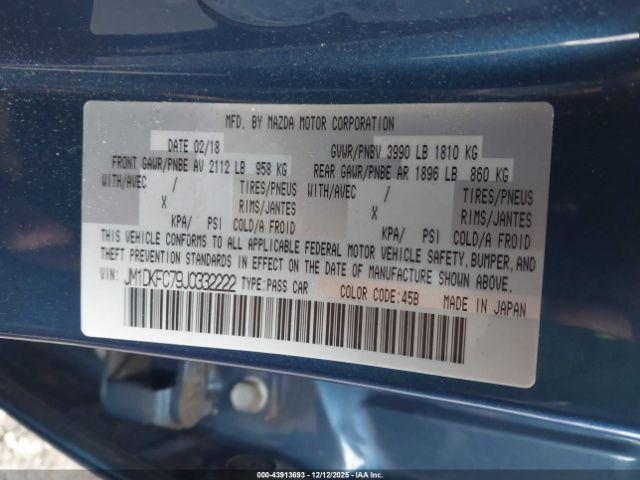 MFD. BY MAZDA MOTOR CORPORATION
DATE 02/18 GVWR/PNBV 3990 LB 1810 KG
FRONT GAWR/PNBE AV 2112 LB 958 KG REAR GAWR/PNBE AR 1896 LB 860 KG
WITH/AVEC / TIRES/PNEUS WITH/AVEC / TIRES/PNEUS
X RIMS/JANTES X RIMS/JANTES
KPA/ PSI COLD/A FROID KPA/ PSI COLD/A FROID
THIS VEHICLE CONFORMS TO ALL APPLICABLE FEDERAL MOTOR VEHICLE SAFETY, BUMPER, AND
THEFT PREVENTION STANDARDS IN EFFECT ON THE DATE OF MANUFACTURE SHOWN ABOVE.
VIN: JM1DKFC79J0332222 TYPE:PASS CAR COLOR CODE:45B MADE IN JAPAN
000-43913693 - 12/12/2025 - IAAI.COM